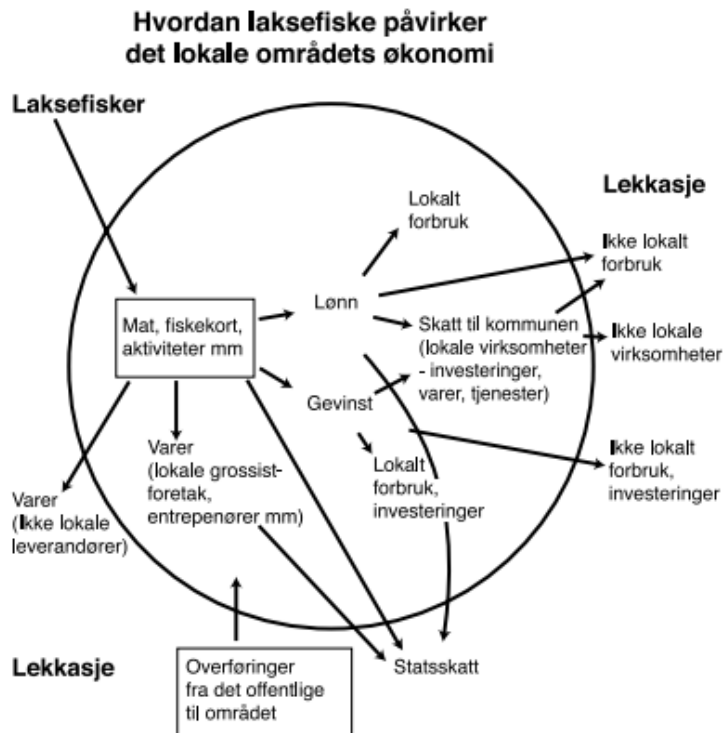 Hvordan laksefiske påvirker
det lokale områdets økonomi
Laksefisker
Lekkasje
Lokalt
forbruk
Ikke lokalt
forbruk
Lønn
Mat, fiskekort,
aktiviteter mm
Skatt til kommunen
(lokale virksomheter
- investeringer,
varer, tjenester)
Ikke lokale
virksomheter
Gevinst
Varer
(lokale grossist-
foretak,
entrepenører mm)
Lokalt
forbruk,
investeringer
Ikke lokalt
forbruk,
investeringer
Varer
(Ikke lokale
leverandører)
Lekkasje
Overføringer
fra det offentlige
til området
Statsskatt